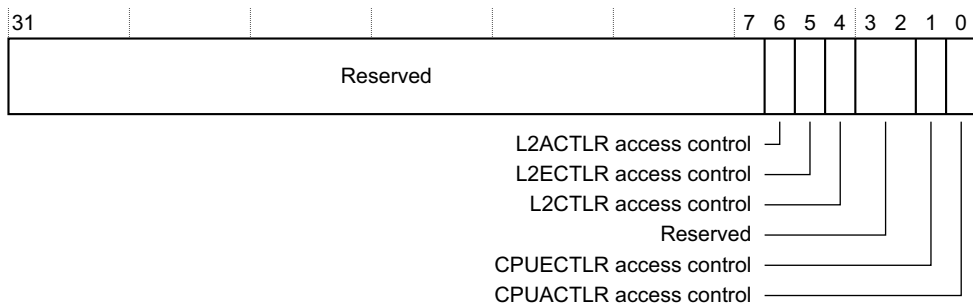 31 7 6 5 4 3 2 1 0
Reserved
L2ACTLR access control
L2ECTLR access control
L2CTLR access control
Reserved
CPUECTLR access control
CPUACTLR access control